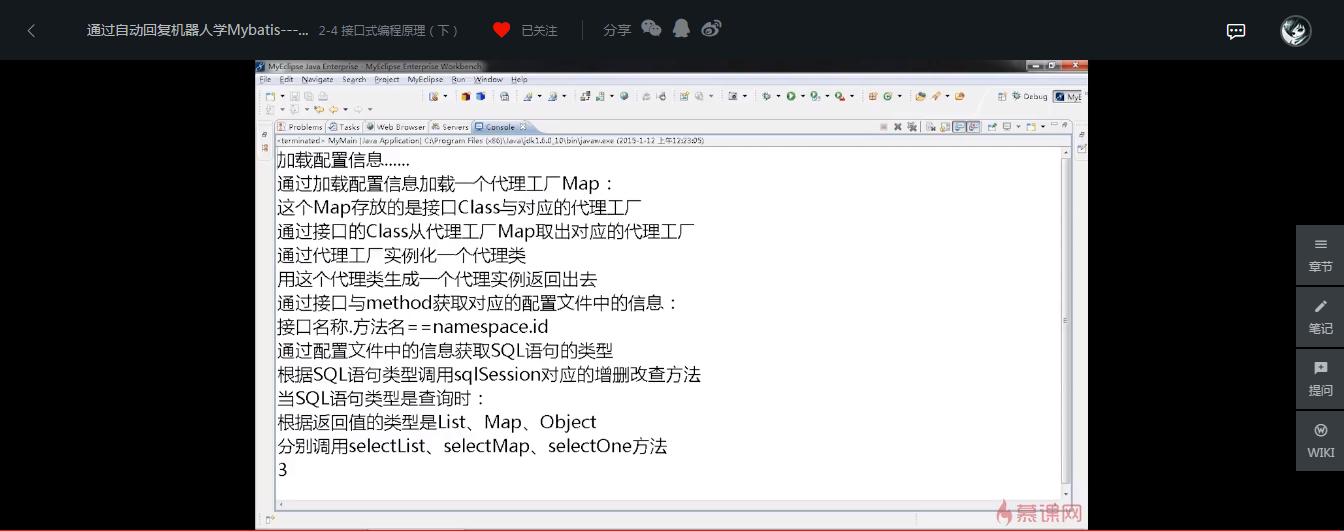 通过自动回复机器人学Mybatis---... 2-4 接口式编程原理（下） 已关注 分享
MyEclipse Java Enterprise - MyEclipse Enterprise Workbench
File Edit Navigate Search Project MyEclipse Run Window Help
Debug MyE
Problems Tasks Web Browser Servers Console
<terminated> MyMain [Java Application] C:\Program Files (x86)\Java\jdk1.6.0_10\bin\javaw.exe (2015-1-12 上午12:23:05)
加载配置信息......
通过加载配置信息加载一个代理工厂Map：
这个Map存放的是接口Class与对应的代理工厂
通过接口的Class从代理工厂Map取出对应的代理工厂
通过代理工厂实例化一个代理类
用这个代理类生成一个代理实例返回出去
通过接口与method获取对应的配置文件中的信息：
接口名称.方法名==namespace.id
通过配置文件中的信息获取SQL语句的类型
根据SQL语句类型调用sqlSession对应的增删改查方法
当SQL语句类型是查询时：
根据返回值的类型是List、Map、Object
分别调用selectList、selectMap、selectOne方法
3
章节
笔记
提问
WIKI
慕课网